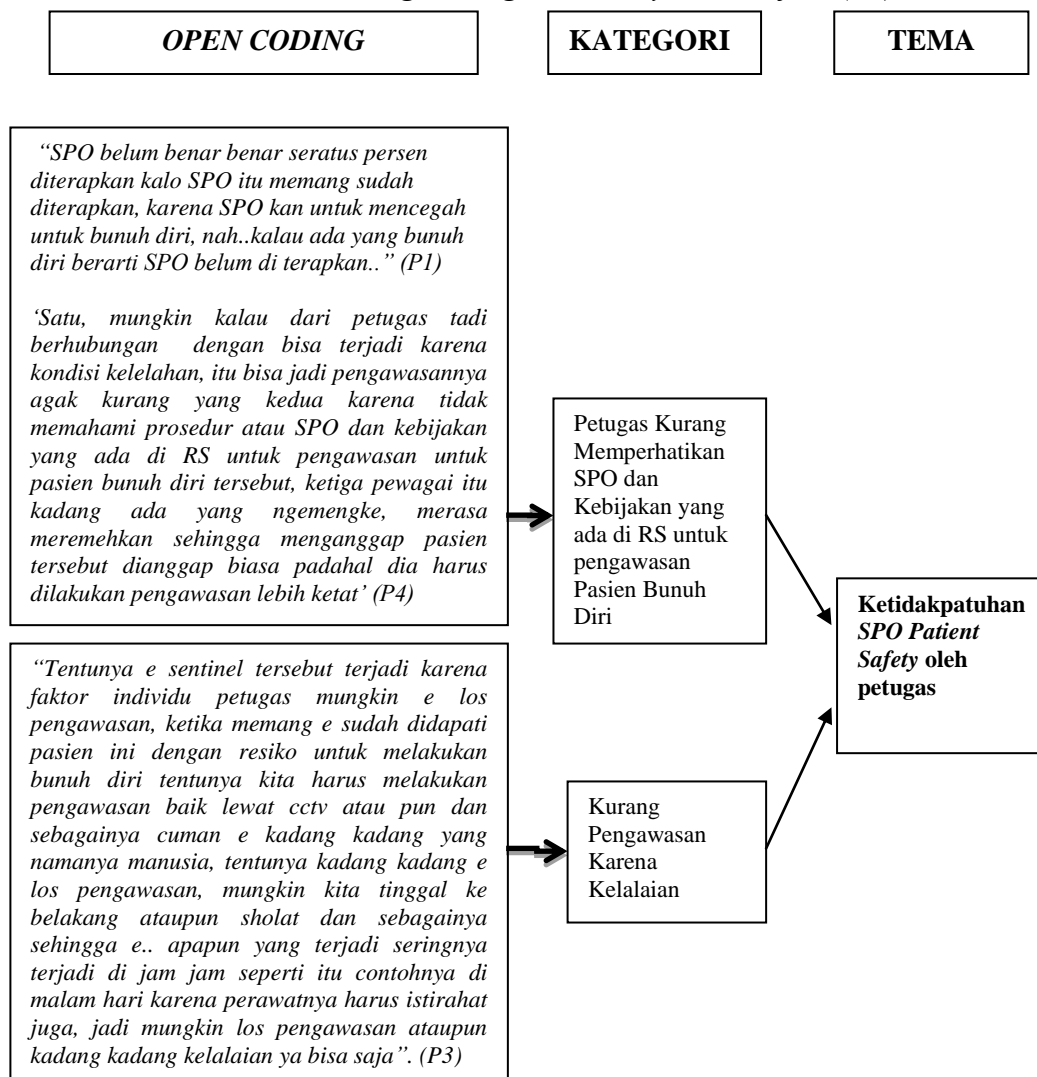 OPEN CODING
KATEGORI
TEMA
“SPO belum benar benar seratus persen
diterapkan kalo SPO itu memang sudah
diterapkan, karena SPO kan untuk mencegah
untuk bunuh diri, nah..kalau ada yang bunuh
diri berarti SPO belum di terapkan..” (P1)
‘Satu, mungkin kalau dari petugas tadi
berhubungan dengan bisa terjadi karena
kondisi kelelahan, itu bisa jadi pengawasannya
agak kurang yang kedua karena tidak
memahami prosedur atau SPO dan kebijakan
yang ada di RS untuk pengawasan untuk
pasien bunuh diri tersebut, ketiga pewagai itu
kadang ada yang ngemengke, merasa
meremehkan sehingga menganggap pasien
tersebut dianggap biasa padahal dia harus
dilakukan pengawasan lebih ketat’ (P4)
Petugas Kurang
Memperhatikan
SPO dan
Kebijakan yang
ada di RS untuk
pengawasan
Pasien Bunuh
Diri
Ketidakpatuhan
SPO Patient
Safety oleh
petugas
“Tentunya e sentinel tersebut terjadi karena
faktor individu petugas mungkin e los
pengawasan, ketika memang e sudah didapati
pasien ini dengan resiko untuk melakukan
bunuh diri tentunya kita harus melakukan
pengawasan baik lewat cctv atau pun dan
sebagainya cuman e kadang kadang yang
namanya manusia, tentunya kadang kadang e
los pengawasan, mungkin kita tinggal ke
belakang ataupun sholat dan sebagainya
sehingga e.. apapun yang terjadi seringnya
terjadi di jam jam seperti itu contohnya di
malam hari karena perawatnya harus istirahat
juga, jadi mungkin los pengawasan ataupun
kadang kadang kelalaian ya bisa saja”. (P3)
Kurang
Pengawasan
Karena
Kelalaian